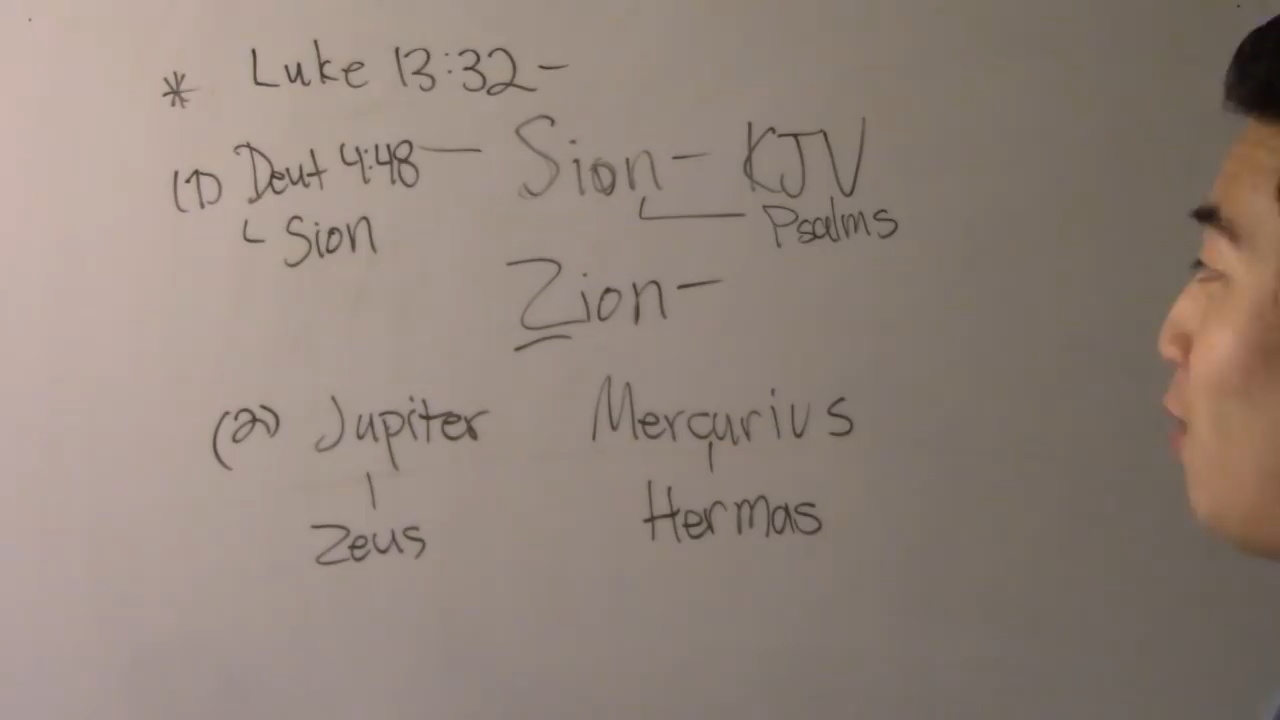 * Luke 13:32 -
(1) Deut 4:48 — Sion - KJV
Psalms
Sion
Zion -
(2) Jupiter Mercurius
Zeus Hermas